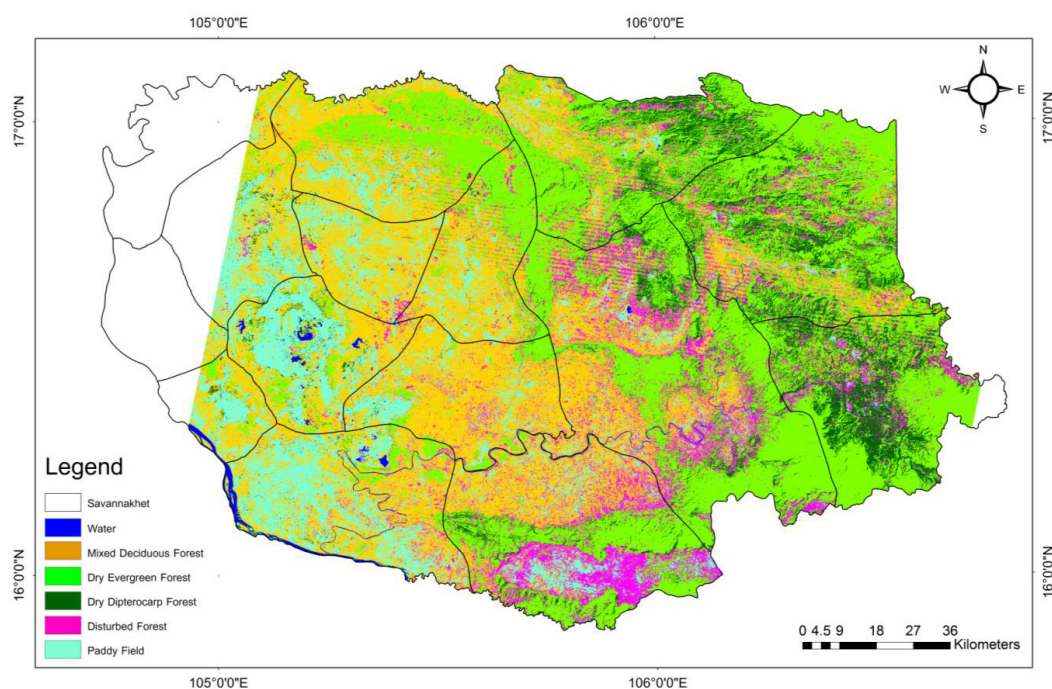 105°0'0"E 106°0'0"E
N
W E
S
17°0'0"N 17°0'0"N
Legend
Savannakhet
Water
Mixed Deciduous Forest
Dry Evergreen Forest
Dry Dipterocarp Forest
Disturbed Forest
Paddy Field
16°0'0"N 16°0'0"N
0 4.5 9 18 27 36
Kilometers
105°0'0"E 106°0'0"E